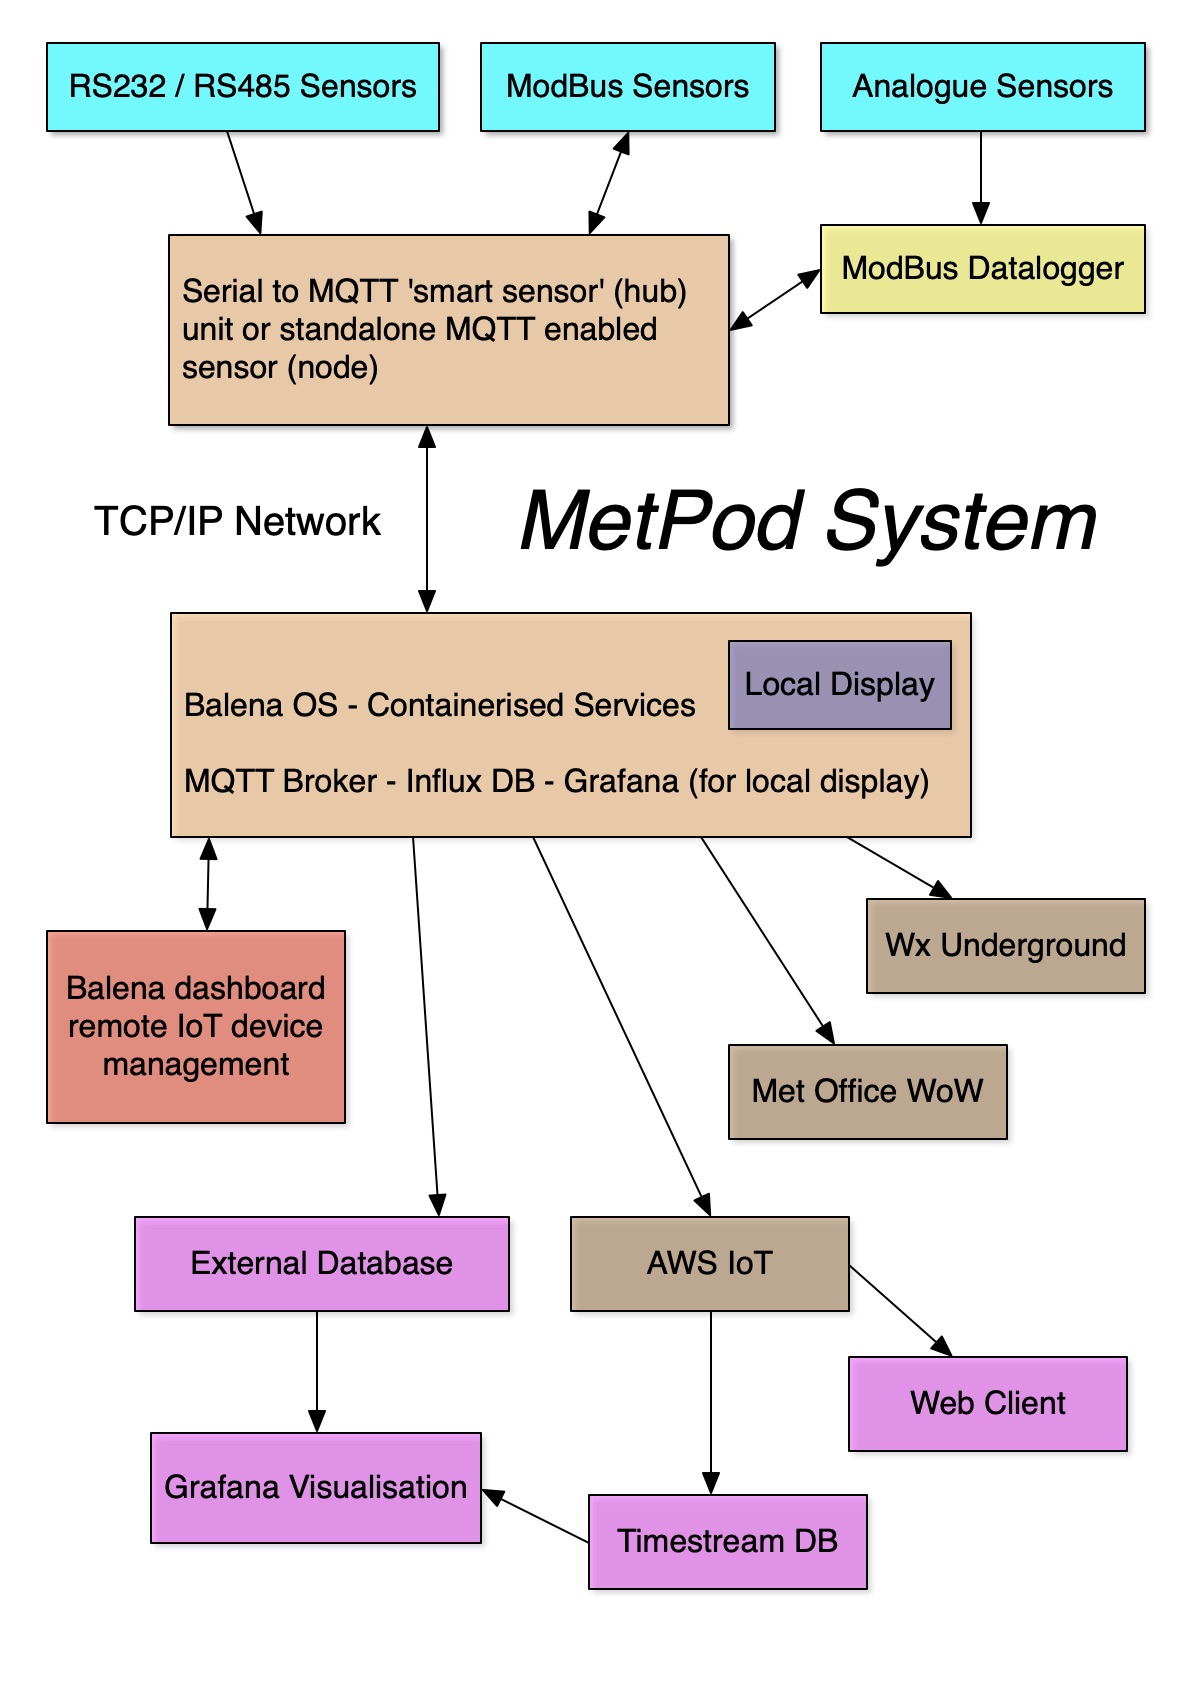 RS232 / RS485 Sensors
ModBus Sensors
Analogue Sensors
ModBus Datalogger
Serial to MQTT 'smart sensor' (hub)
unit or standalone MQTT enabled
sensor (node)
TCP/IP Network
MetPod System
Local Display
Balena OS - Containerised Services
MQTT Broker - Influx DB - Grafana (for local display)
Wx Underground
Balena dashboard
remote IoT device
management
Met Office WoW
External Database
AWS IoT
Web Client
Grafana Visualisation
Timestream DB